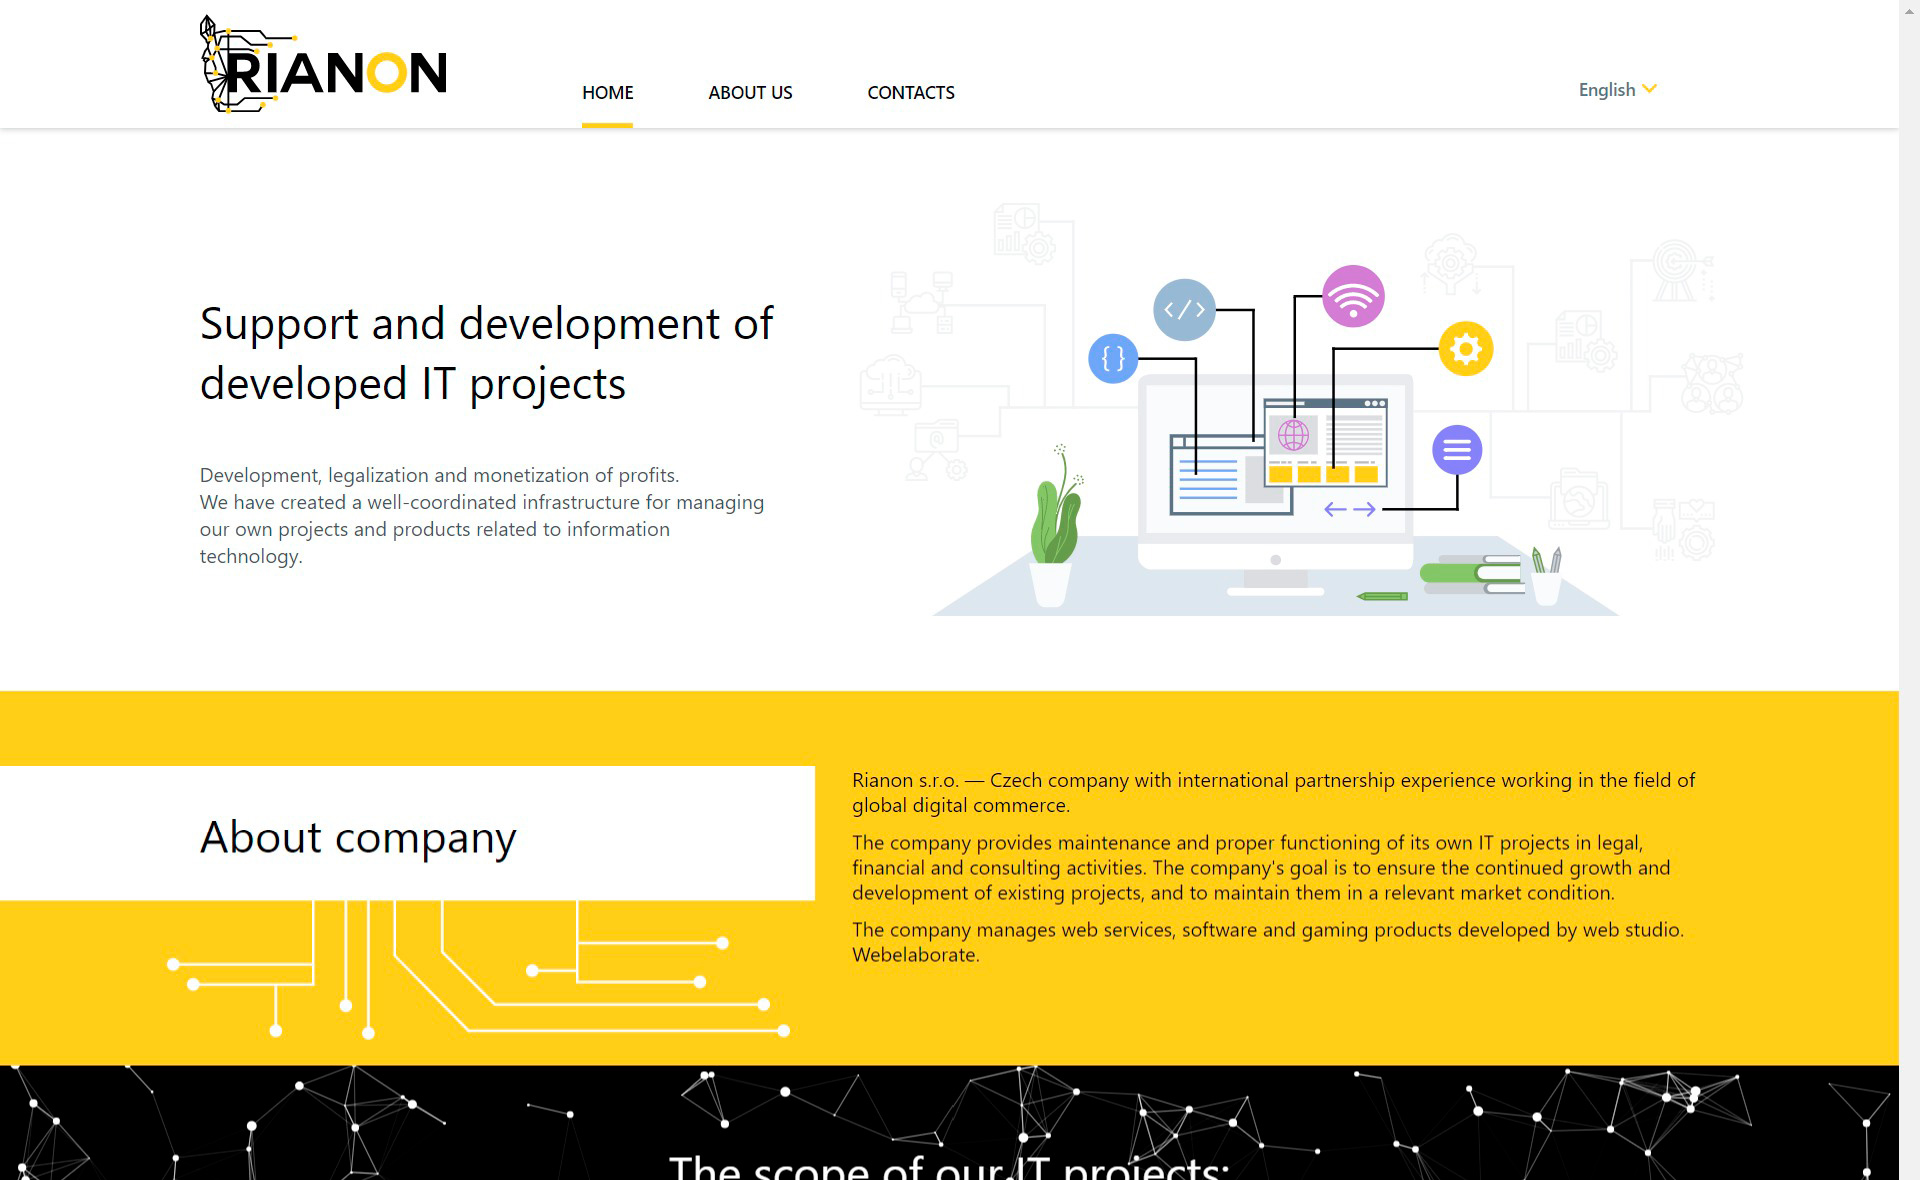 RIANON
HOME
ABOUT US
CONTACTS
English
Support and development of
developed IT projects
Development, legalization and monetization of profits.
We have created a well-coordinated infrastructure for managing
our own projects and products related to information
technology.
About company
Rianon s.r.o. — Czech company with international partnership experience working in the field of
global digital commerce.
The company provides maintenance and proper functioning of its own IT projects in legal,
financial and consulting activities. The company's goal is to ensure the continued growth and
development of existing projects, and to maintain them in a relevant market condition.
The company manages web services, software and gaming products developed by web studio.
Webelaborate.
The scope of our IT projects: